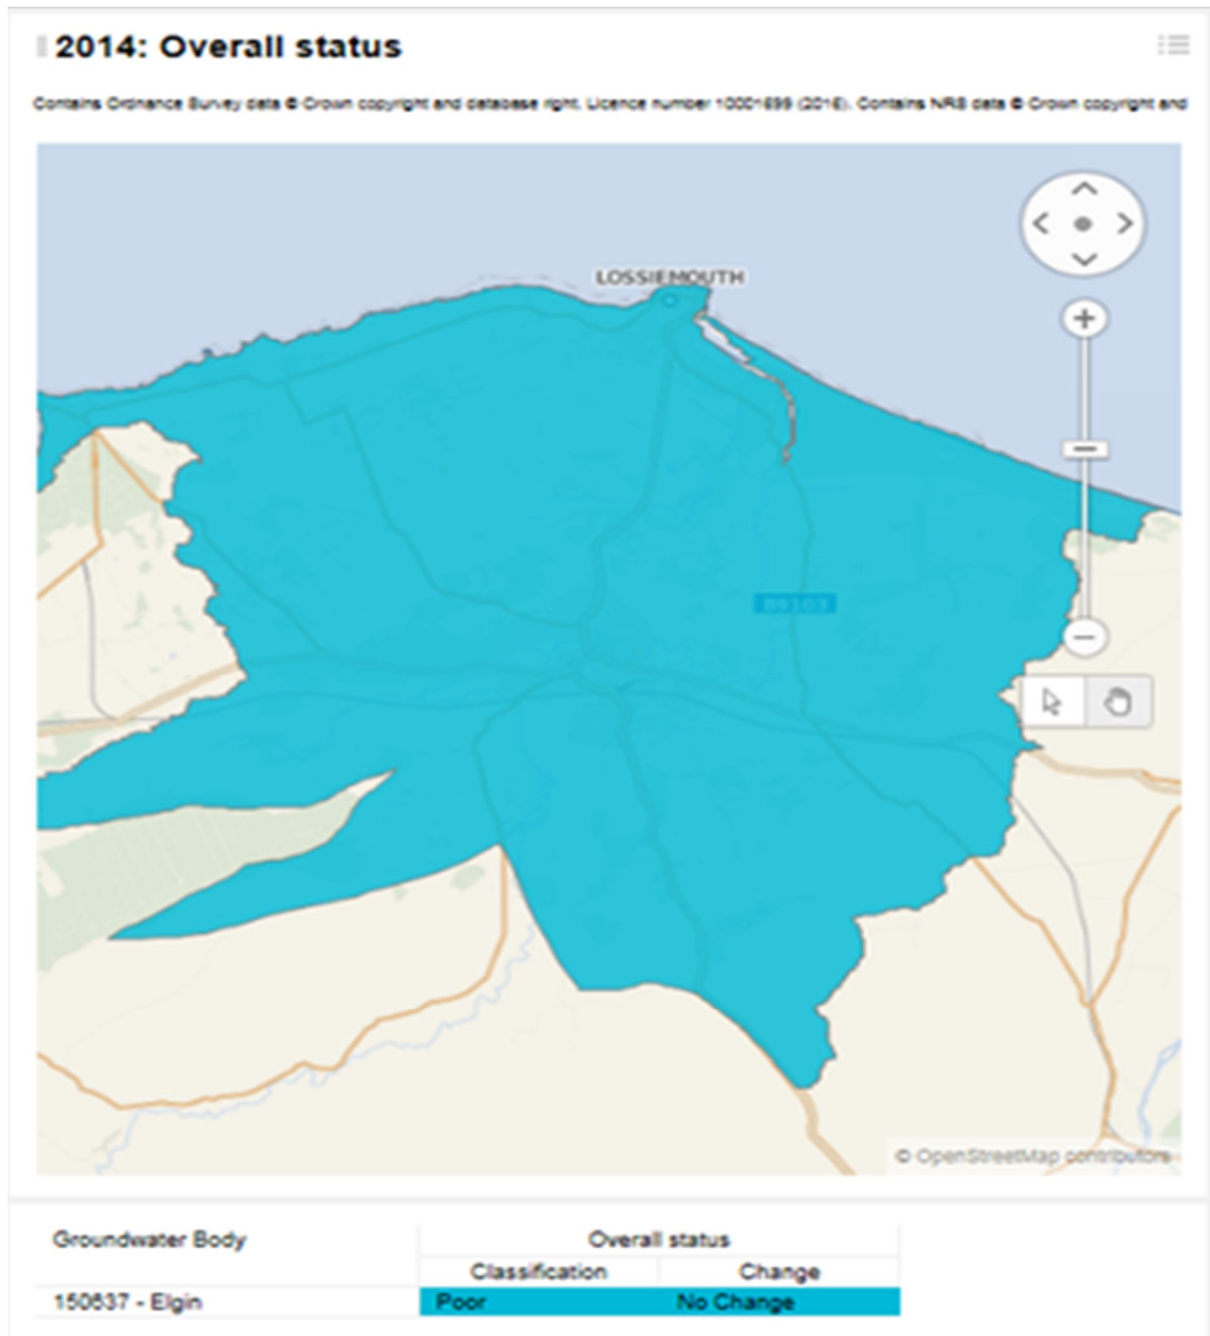 2014: Overall status
Contains Ordnance Survey data © Crown copyright and database right. Licence number (2016). Contains NRS data © Crown copyright and
LOSSIEMOUTH
B9103
© OpenStreetMap contributors
Groundwater Body Overall status
Classification Change
150637 - Elgin Poor No Change